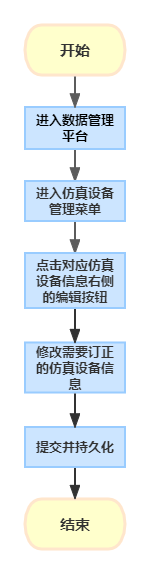 开始
进入数据管理
平台
进入仿真设备
管理菜单
点击对应仿真
设备信息右侧
的编辑按钮
修改需要订正
的仿真设备信
息
提交并持久化
结束